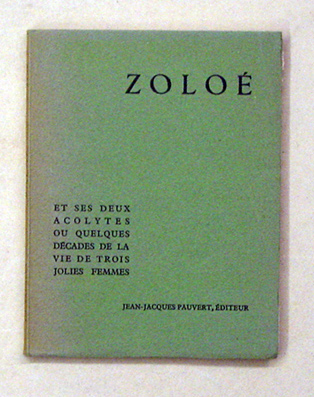 ZOLOÉ
ET SES DEUX
ACOLYTES
OU QUELQUES
DÉCADES DE LA
VIE DE TROIS
JOLIES FEMMES
JEAN-JACQUES PAUVERT, ÉDITEUR